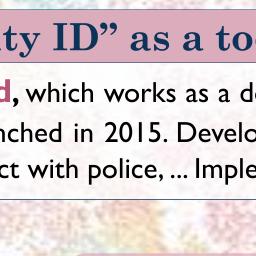 ty ID” as a to
d, which works as a d
nched in 2015. Develo
ct with police, ... Imple